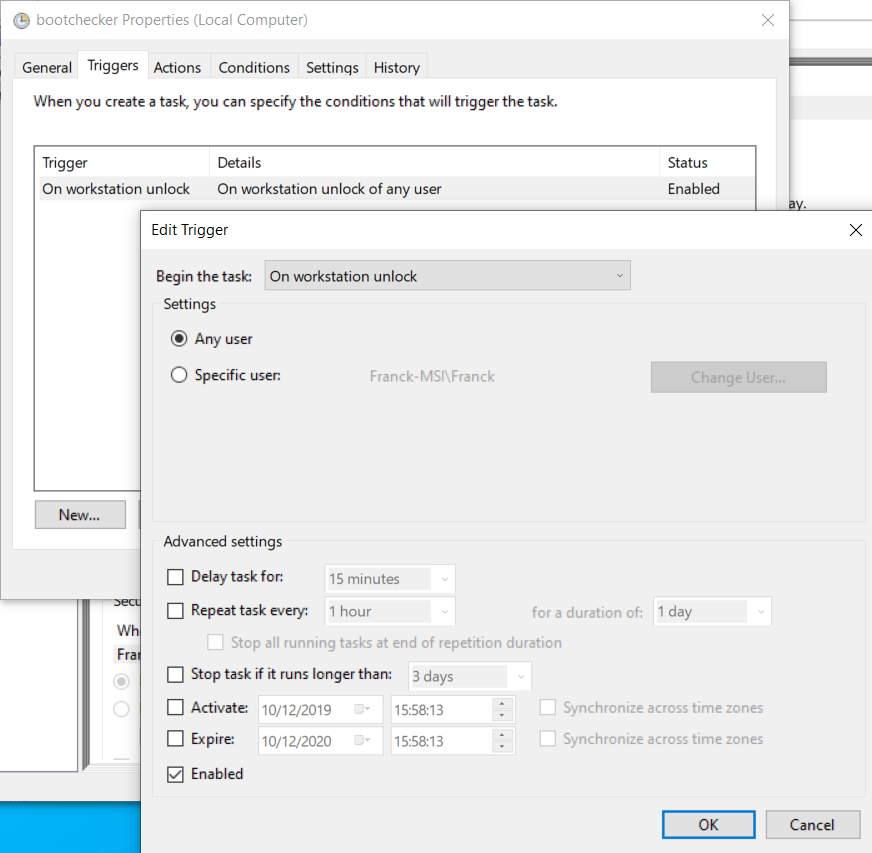 bootchecker Properties (Local Computer)
General Triggers Actions Conditions Settings History
When you create a task, you can specify the conditions that will trigger the task.
Trigger Details Status
On workstation unlock On workstation unlock of any user Enabled
ay.
Edit Trigger
Begin the task: On workstation unlock
Settings
Any user
Specific user: Franck-MSI\Franck Change User...
New...
Advanced settings
Delay task for: 15 minutes
Repeat task every: 1 hour for a duration of: 1 day
Stop all running tasks at end of repetition duration
Stop task if it runs longer than: 3 days
Activate: 10/12/2019 15:58:13 Synchronize across time zones
Expire: 10/12/2020 15:58:13 Synchronize across time zones
Enabled
OK Cancel
Secu
Whe
Fran